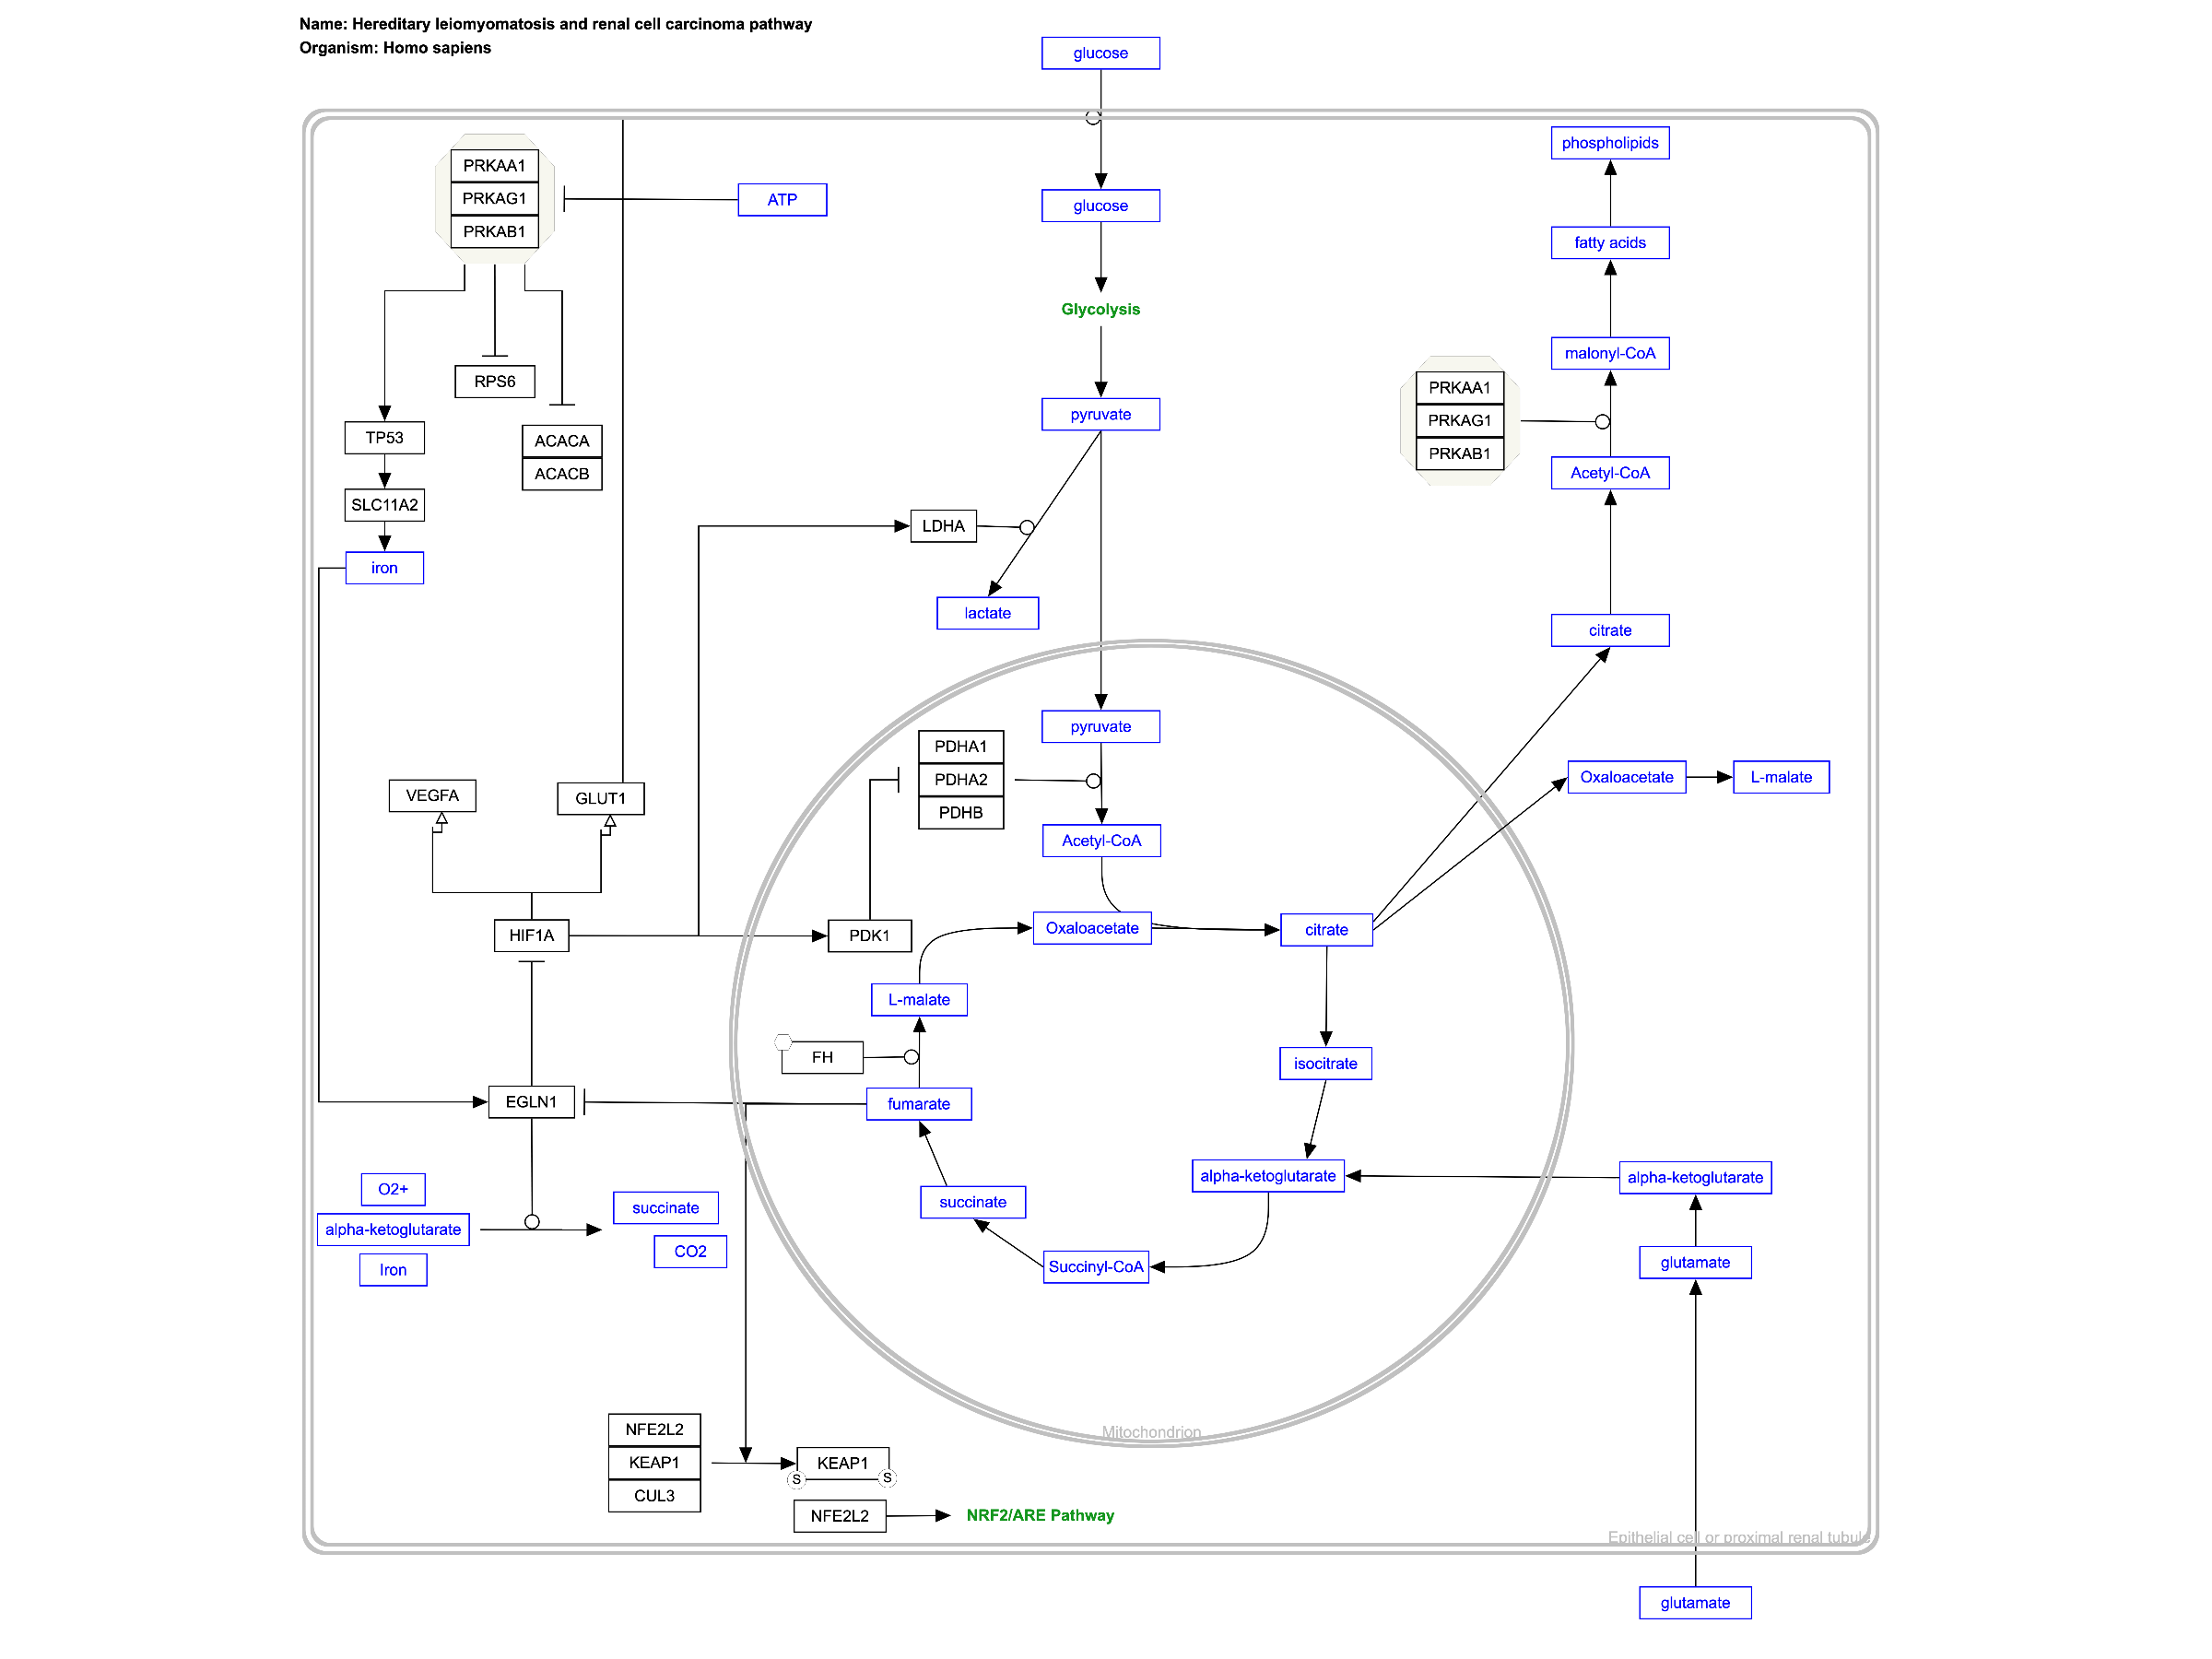 Name: Hereditary leiomyomatosis and renal cell carcinoma pathway
Organism: Homo sapiens
glucose
PRKAA1
PRKAG1
PRKAB1
ATP
glucose
Glycolysis
pyruvate
phospholipids
fatty acids
malonyl-CoA
PRKAA1
PRKAG1
PRKAB1
Acetyl-CoA
citrate
RPS6
TP53
ACACA
ACACB
SLC11A2
iron
LDHA
lactate
pyruvate
PDHA1
PDHA2
PDHB
Acetyl-CoA
Oxaloacetate
L-malate
VEGFA
GLUT1
HIF1A
PDK1
Oxaloacetate
citrate
L-malate
FH
isocitrate
EGLN1
fumarate
alpha-ketoglutarate
alpha-ketoglutarate
O2+
alpha-ketoglutarate
Iron
succinate
CO2
succinate
Succinyl-CoA
glutamate
Mitochondrion
NFE2L2
KEAP1
CUL3
KEAP1
S
S
NFE2L2
NRF2/ARE Pathway
Epithelial cell or proximal renal tubule
glutamate